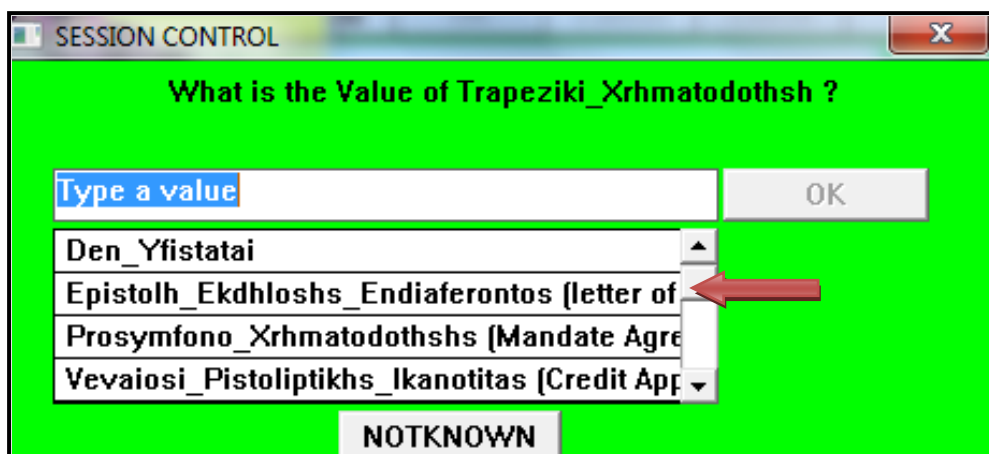 SESSION CONTROL
What is the Value of Trapeziki_Xrhmatodothsh ?
Type a value
OK
Den_Yfistatai
Epistolh_Ekdhloshs_Endiaferontos (letter of
Prosymfono_Xrhmatodothshs (Mandate Agre
Vevaiosi_Pistoliptikhs_Ikanotitas (Credit App
NOTKNOWN